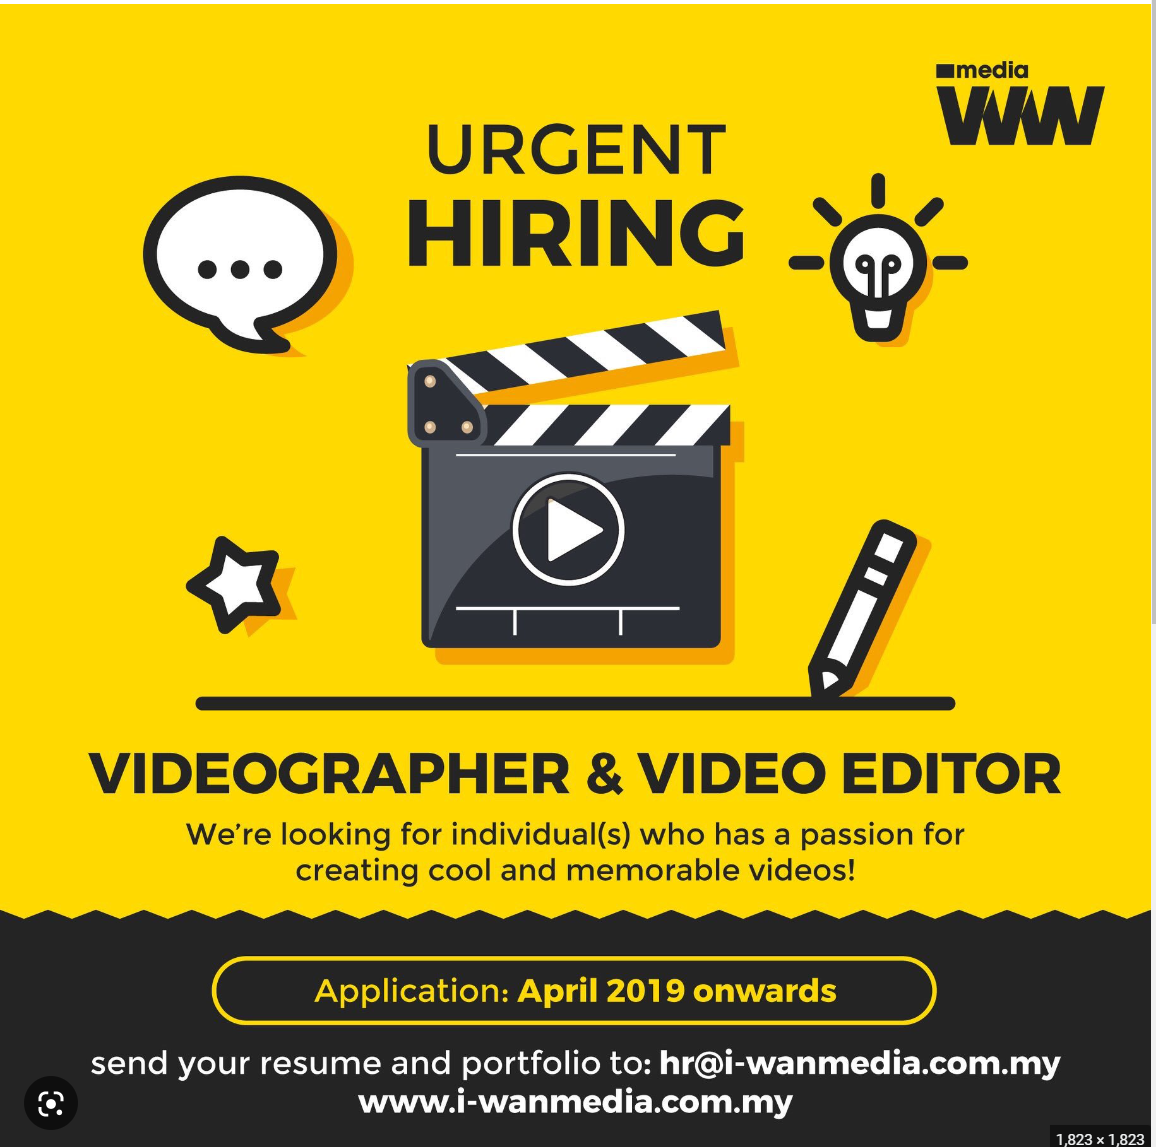 media
WW
URGENT
HIRING
VIDEOGRAPHER & VIDEO EDITOR
We're looking for individual(s) who has a passion for
creating cool and memorable videos!
Application: April 2019 onwards
send your resume and portfolio to: hr@i-wanmedia.com.my
www.i-wanmedia.com.my
1,823 × 1,823